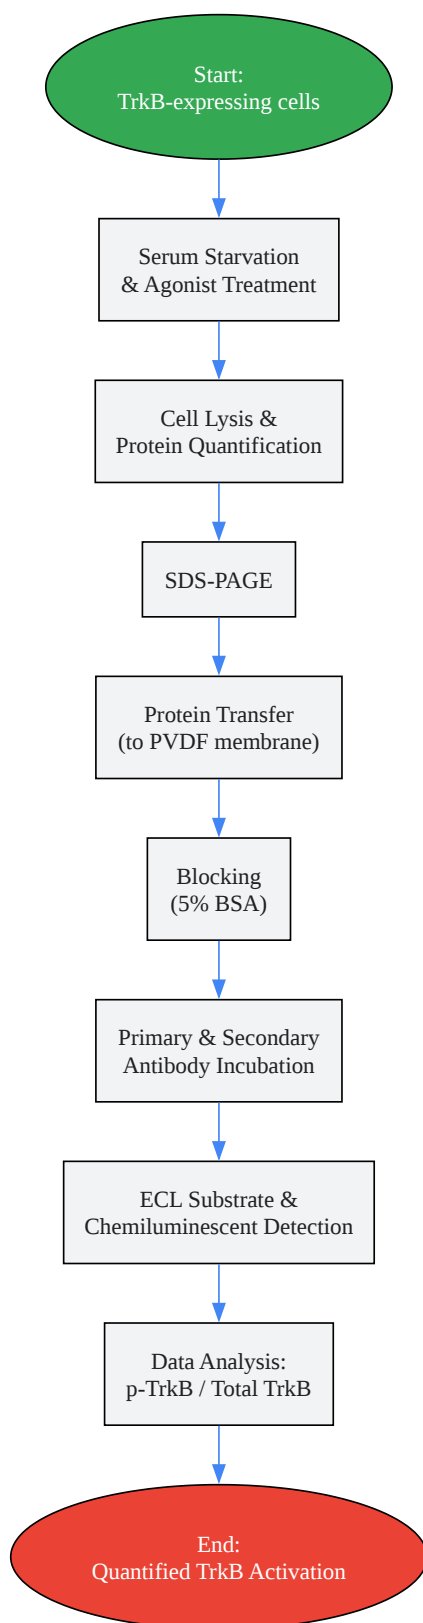 Start:
TrkB-expressing cells
Serum Starvation
& Agonist Treatment
Cell Lysis &
Protein Quantification
SDS-PAGE
Protein Transfer
(to PVDF membrane)
Blocking
(5% BSA)
Primary & Secondary
Antibody Incubation
ECL Substrate &
Chemiluminescent Detection
Data Analysis:
p-TrkB / Total TrkB
End:
Quantified TrkB Activation